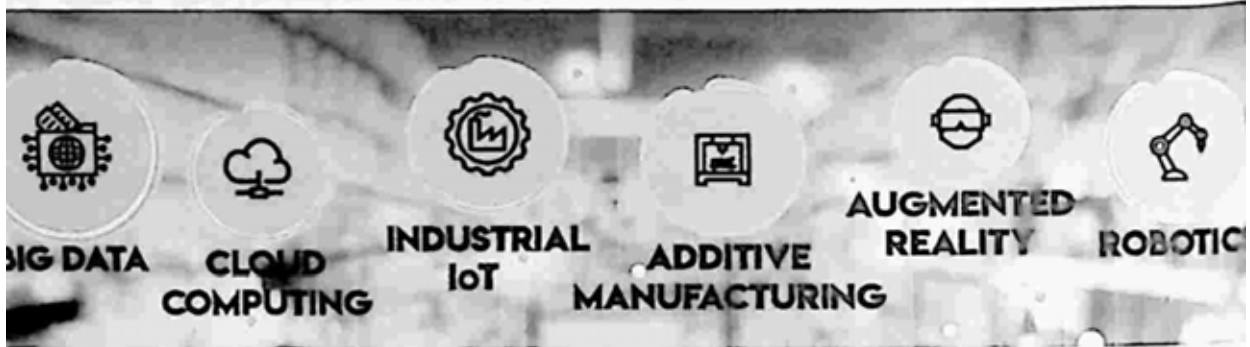 BIG DATA
CLOUD
COMPUTING
INDUSTRIAL
IoT
ADDITIVE
MANUFACTURING
AUGMENTED
REALITY
ROBOTIC